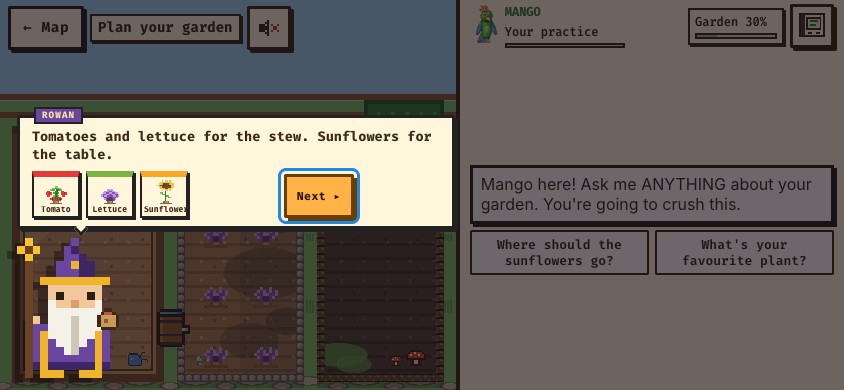 ← Map
Plan your garden
MANGO
Your practice
Garden 30%
ROWAN
Tomatoes and lettuce for the stew. Sunflowers for
the table.
Tomato
Lettuce
Sunflower
Next ▸
Mango here! Ask me ANYTHING about your
garden. You're going to crush this.
Where should the
sunflowers go?
What's your
favourite plant?